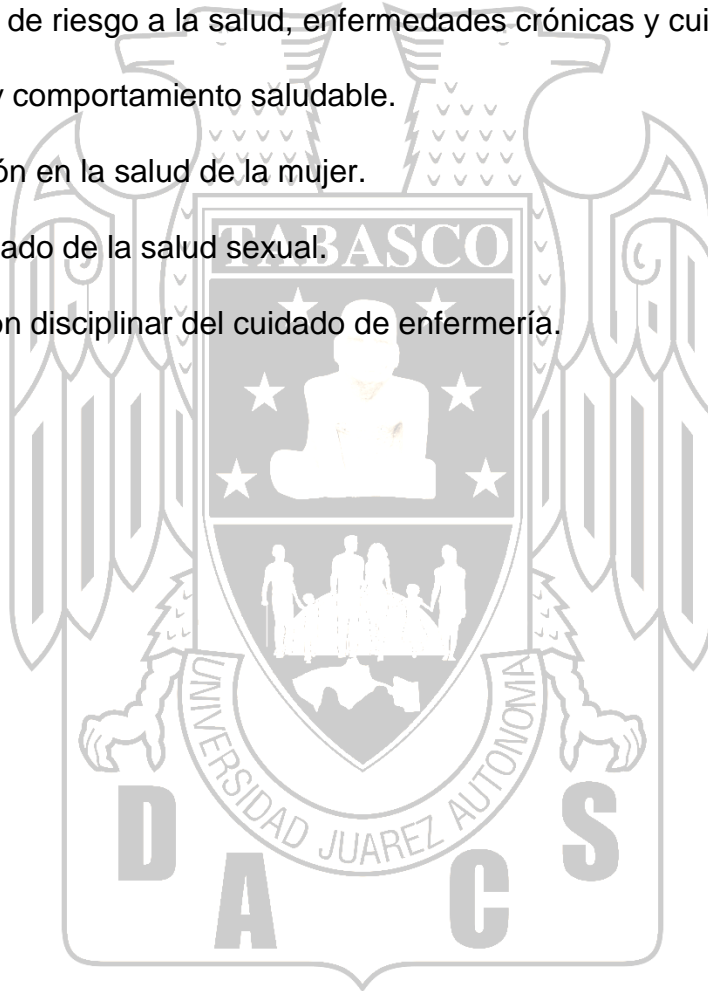 de riesgo a la salud, enfermedades crónicas y cui
y comportamiento saludable.
ón en la salud de la mujer.
ado de la salud sexual.
ón disciplinar del cuidado de enfermería.
TABASCO
UNIVERSIDAD JUAREZ AUTONOMA
D A C S